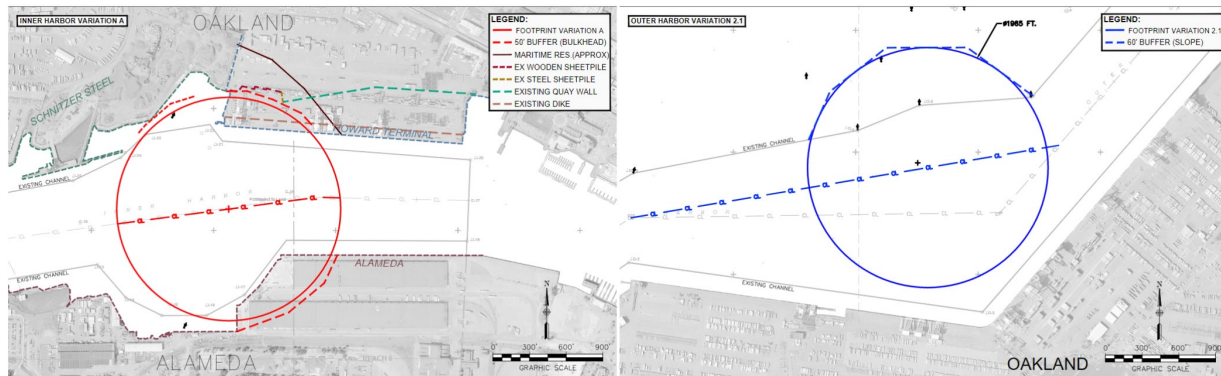 INNER HARBOR VARIATION A
OAKLAND
LEGEND:
FOOTPRINT VARIATION A
50' BUFFER (BULKHEAD)
MARITIME RES (APPROX)
EX WOODEN SHEETPILE
EX STEEL SHEETPILE
EXISTING QUAY WALL
EXISTING DIKE
SCHNITZER STEEL
HOWARD TERMINAL
EXISTING CHANNEL
ALAMEDA
EXISTING CHANNEL
ALAMEDA
N
300 0 300 600 900
GRAPHIC SCALE
OUTER HARBOR VARIATION 2.1
Ø1965 FT.
LEGEND:
FOOTPRINT VARIATION 2.1
60' BUFFER (SLOPE)
EXISTING CHANNEL
EXISTING CHANNEL
N
OAKLAND
300 0 300 600 900
GRAPHIC SCALE